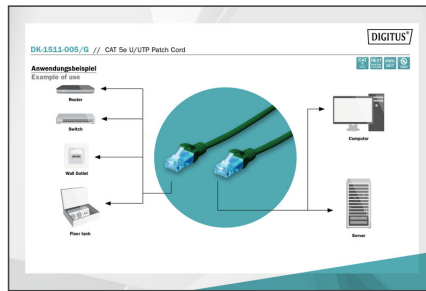 DIGITUS®
DK-1511-005/G // CAT 5e U/UTP Patch Cord
Anwendungsbeispiel
Example of use
Router
Switch
Wall Outlet
Floor tank
Computer
Server